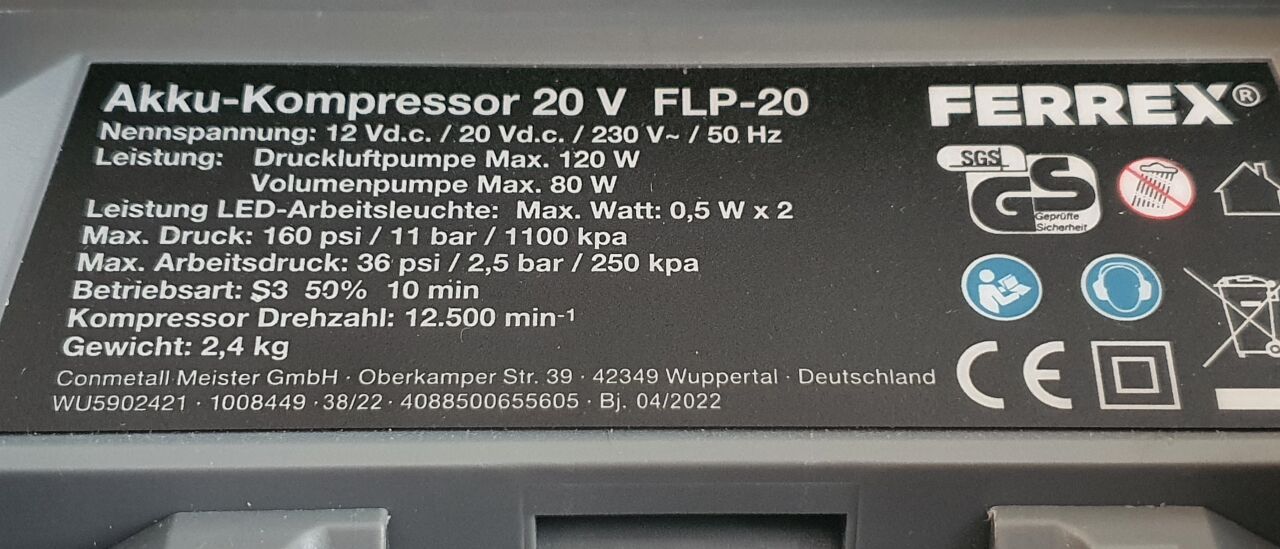 Akku-Kompressor 20 V FLP-20
FERREX®
Nennspannung: 12 Vd.c. / 20 Vd.c. / 230 V~ / 50 Hz
Leistung: Druckluftpumpe Max. 120 W
Volumenpumpe Max. 80 W
Leistung LED-Arbeitsleuchte: Max. Watt: 0,5 W x 2
Max. Druck: 160 psi / 11 bar / 1100 kpa
Max. Arbeitsdruck: 36 psi / 2,5 bar / 250 kpa
Betriebsart: S3 50% 10 min
Kompressor Drehzahl: 12.500 min⁻¹
Gewicht: 2,4 kg
Conmetall Meister GmbH · Oberkamper Str. 39 · 42349 Wuppertal · Deutschland
WU5902421 · 1008449 · 38/22 · 4088500655605 · Bj. 04/2022
SGS
GS
Geprüfte
Sicherheit
CE